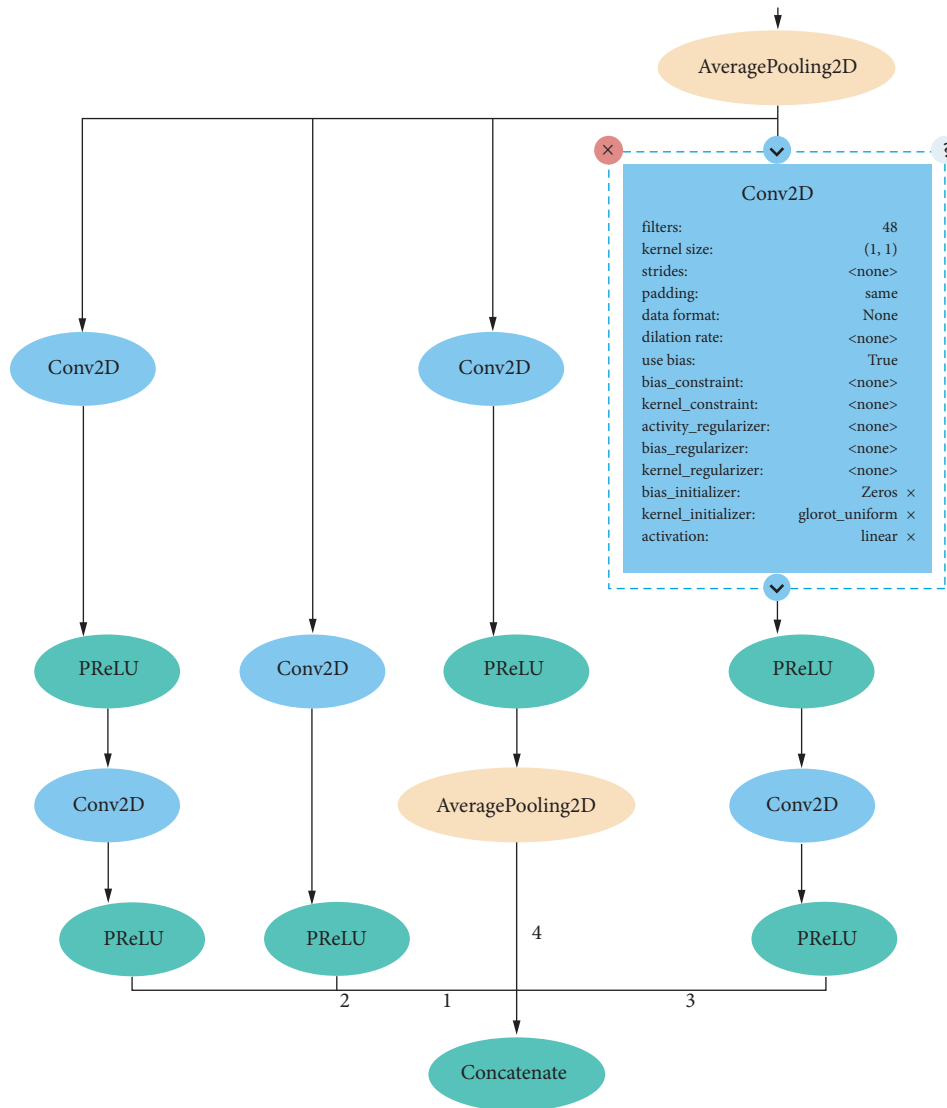 AveragePooling2D
×
?
Conv2D
filters: 48
kernel size: (1, 1)
strides: <none>
padding: same
data format: None
dilation rate: <none>
use bias: True
bias_constraint: <none>
kernel_constraint: <none>
activity_regularizer: <none>
bias_regularizer: <none>
kernel_regularizer: <none>
bias_initializer: Zeros ×
kernel_initializer: glorot_uniform ×
activation: linear ×
Conv2D
Conv2D
PReLU
Conv2D
PReLU
PReLU
Conv2D
AveragePooling2D
Conv2D
PReLU
PReLU
4
PReLU
2
1
3
Concatenate